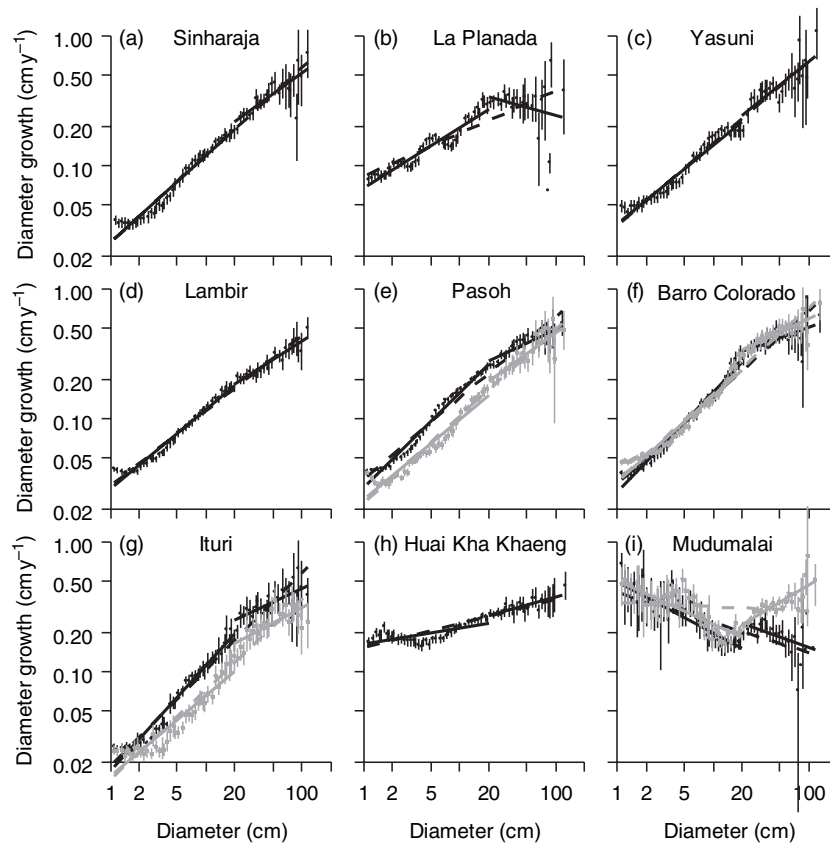 (a) Sinharaja
(b) La Planada
(c) Yasuni
1.00
0.50
0.20
0.10
0.05
0.02
Diameter growth (cmy⁻¹)
(d) Lambir
(e) Pasoh
(f) Barro Colorado
1.00
0.50
0.20
0.10
0.05
0.02
Diameter growth (cmy⁻¹)
(g) Ituri
(h) Huai Kha Khaeng
(i) Mudumalai
1.00
0.50
0.20
0.10
0.05
0.02
Diameter growth (cmy⁻¹)
1 2 5 20 100
1 2 5 20 100
1 2 5 20 100
Diameter (cm)
Diameter (cm)
Diameter (cm)